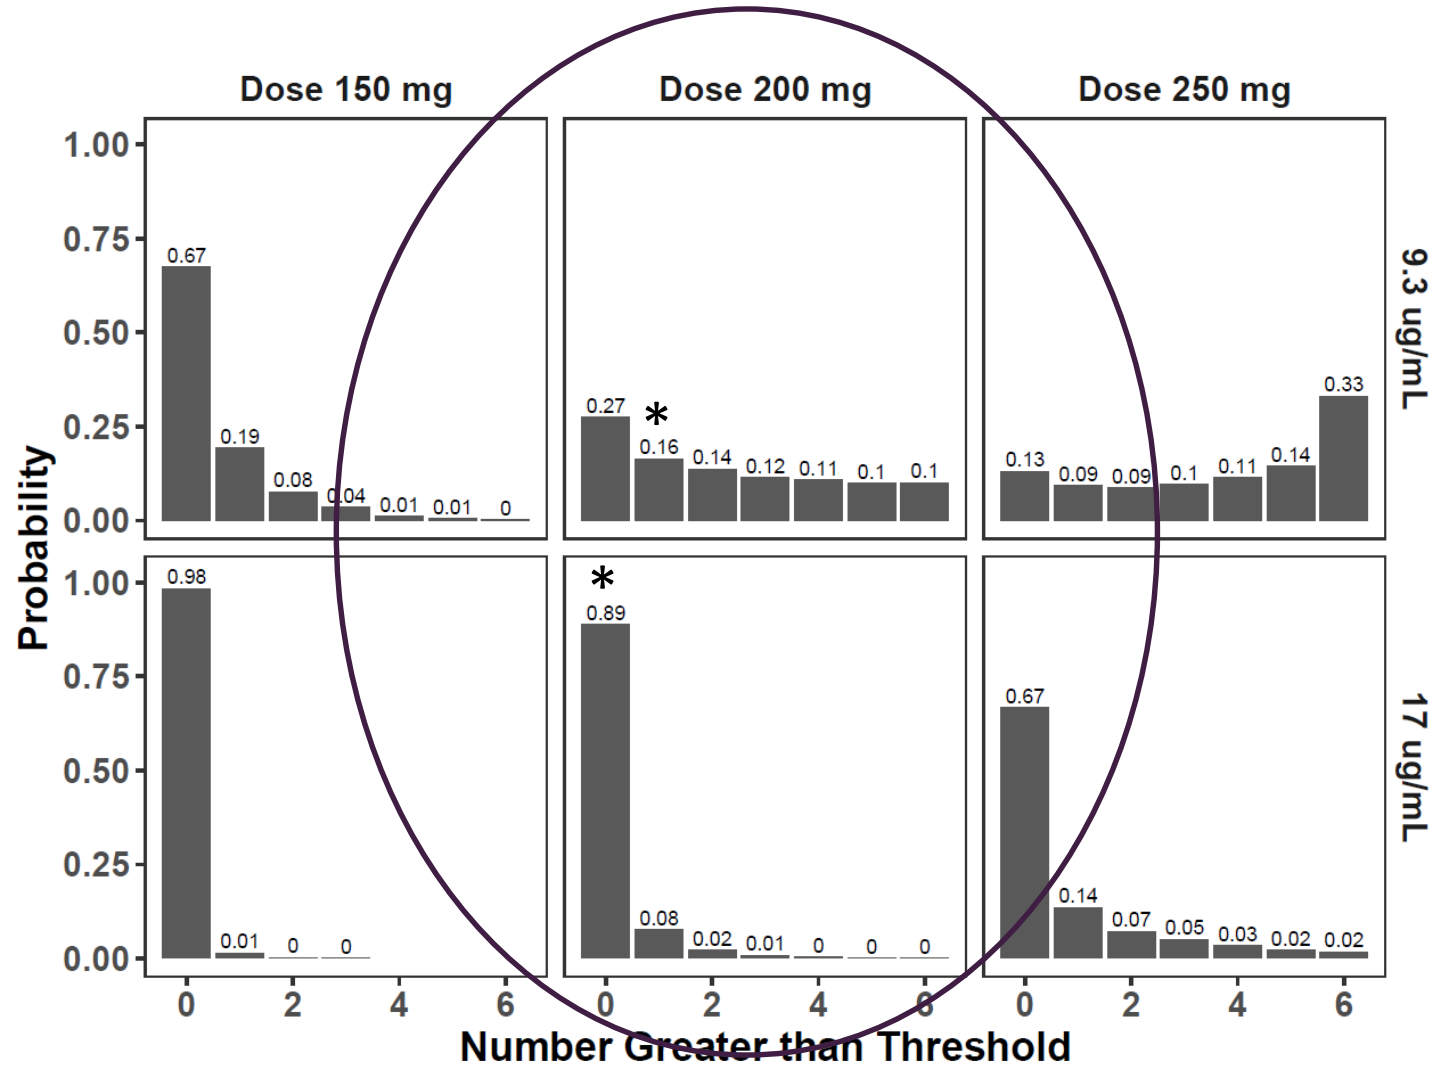 Dose 150 mg Dose 200 mg Dose 250 mg
1.00
0.75
0.50
0.25
0.00
0.67 0.19 0.08 0.04 0.01 0.01 0
0.27 * 0.16 0.14 0.12 0.11 0.1 0.1
0.13 0.09 0.09 0.1 0.11 0.14 0.33
9.3 ug/mL
Probability
1.00
0.75
0.50
0.25
0.00
0.98 0.01 0 0
* 0.89 0.08 0.02 0.01 0 0 0
0.67 0.14 0.07 0.05 0.03 0.02 0.02
17 ug/mL
0 2 4 6 0 2 4 6 0 2 4 6
Number Greater than Threshold